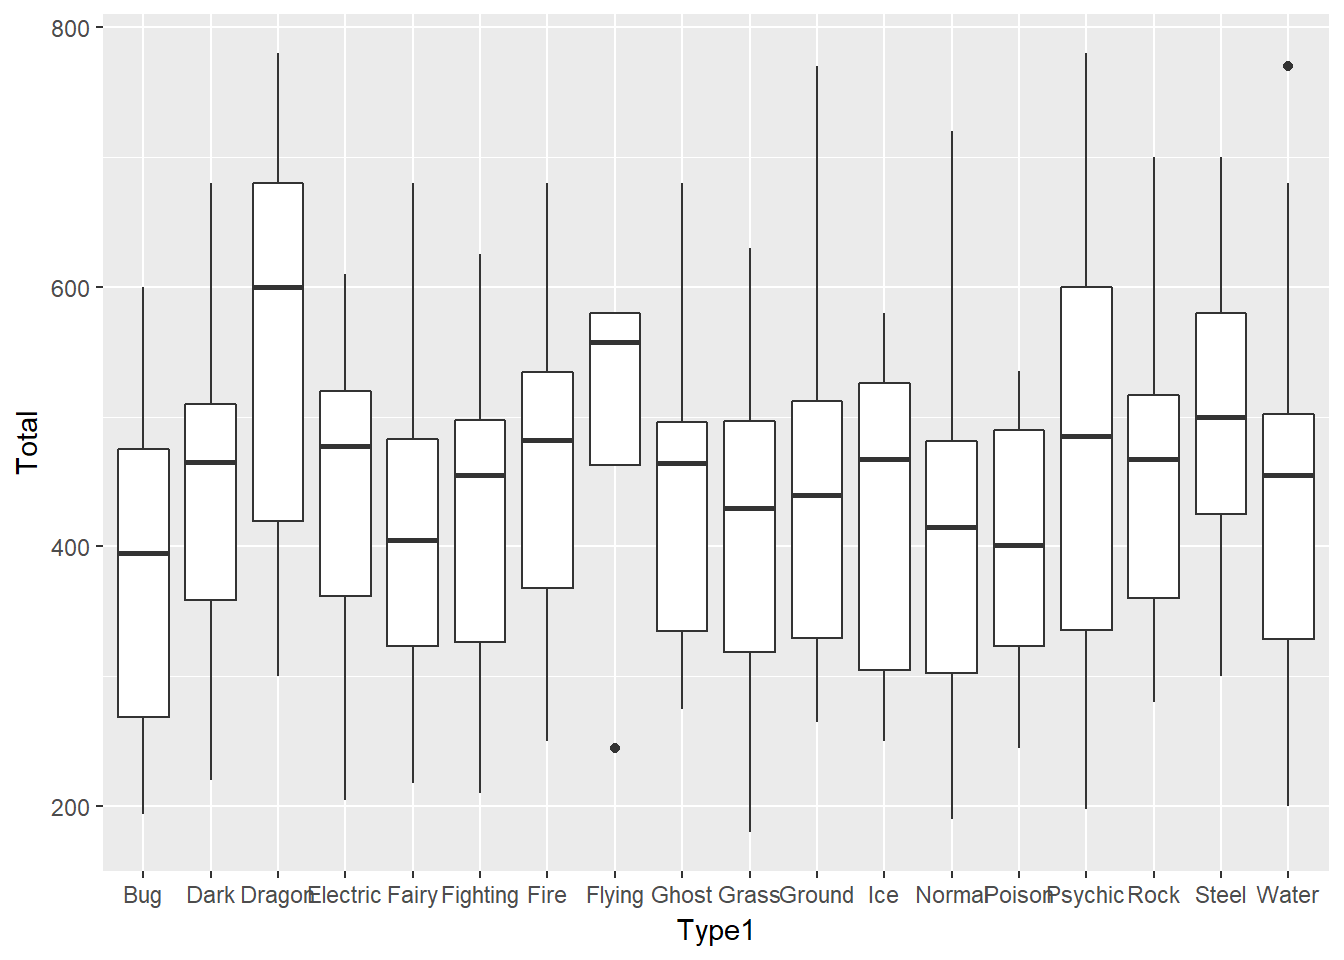 800
600
400
200
Total
Bug Dark Dragon Electric Fairy Fighting Fire Flying Ghost Grass Ground Ice Normal Poison Psychic Rock Steel Water
Type1